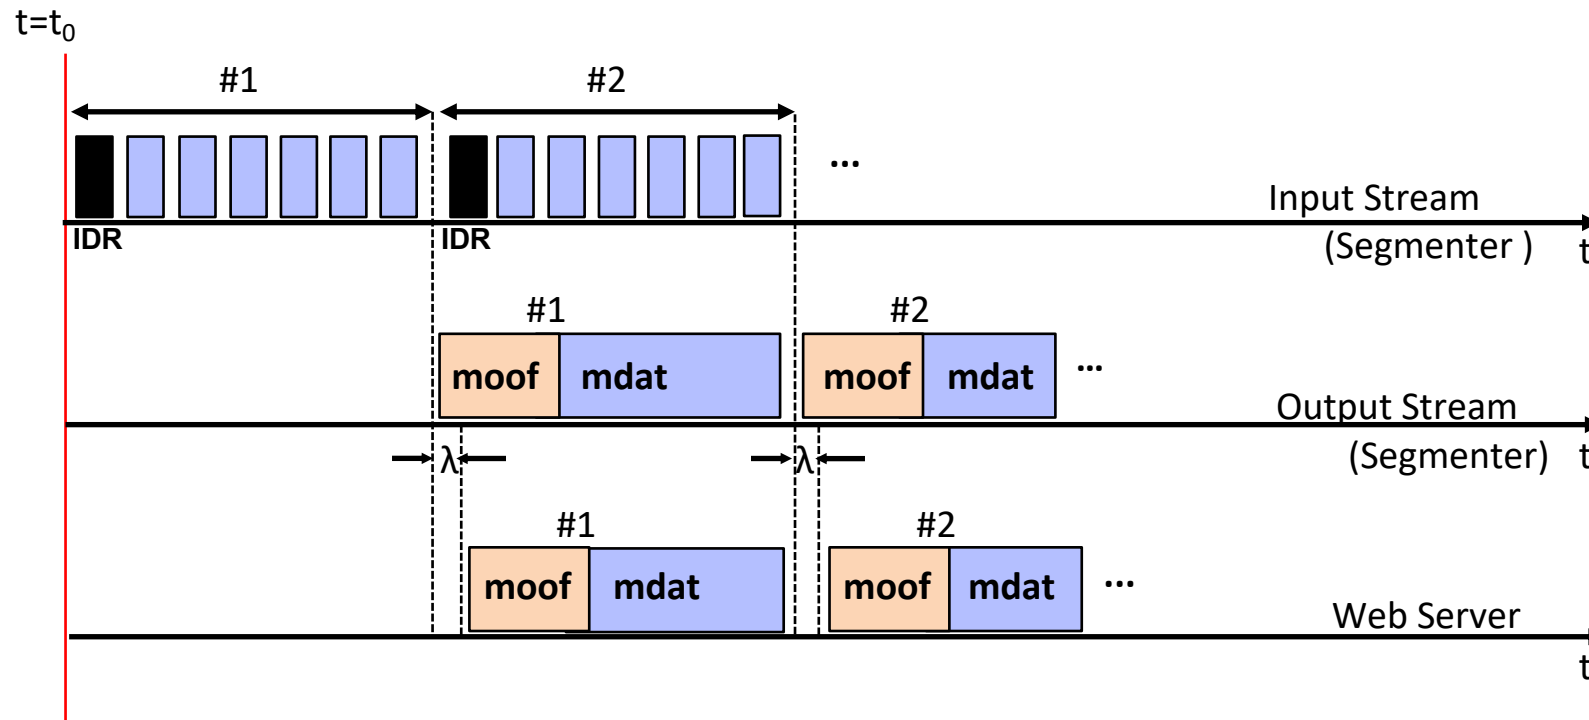 t=t₀
#1 #2
...
Input Stream
IDR IDR
(Segmenter ) t
#1 #2
moof mdat moof mdat ...
Output Stream
λ λ
(Segmenter) t
#1 #2
moof mdat moof mdat ...
Web Server
t